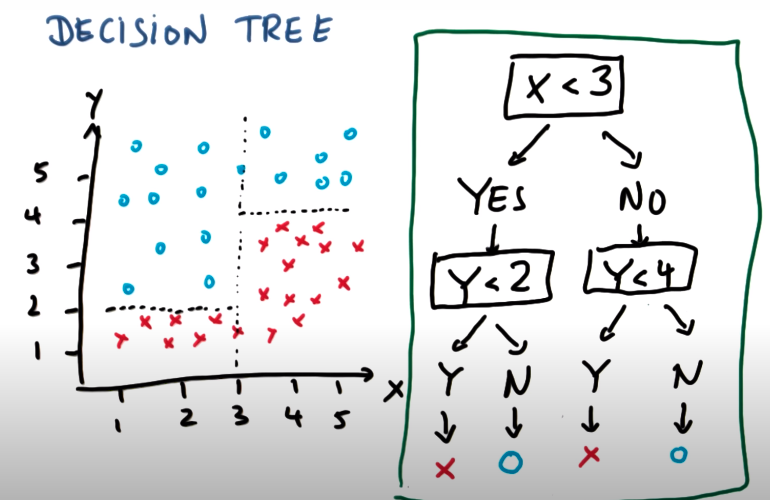 DECISION TREE
Y
5
4
3
2
1
1 2 3 4 5
X
X < 3
YES NO
Y < 2 Y < 4
Y N Y N
X O X O